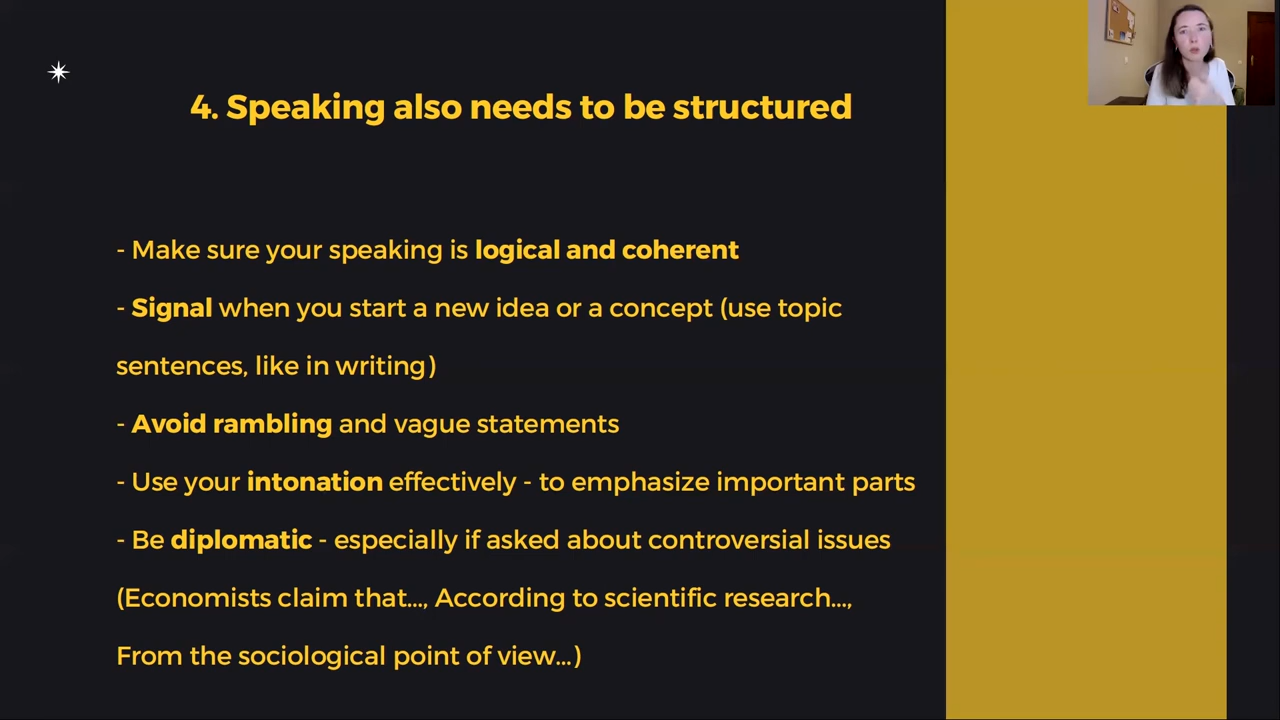 4. Speaking also needs to be structured
- Make sure your speaking is logical and coherent
- Signal when you start a new idea or a concept (use topic
sentences, like in writing)
- Avoid rambling and vague statements
- Use your intonation effectively - to emphasize important parts
- Be diplomatic - especially if asked about controversial issues
(Economists claim that..., According to scientific research...,
From the sociological point of view...)